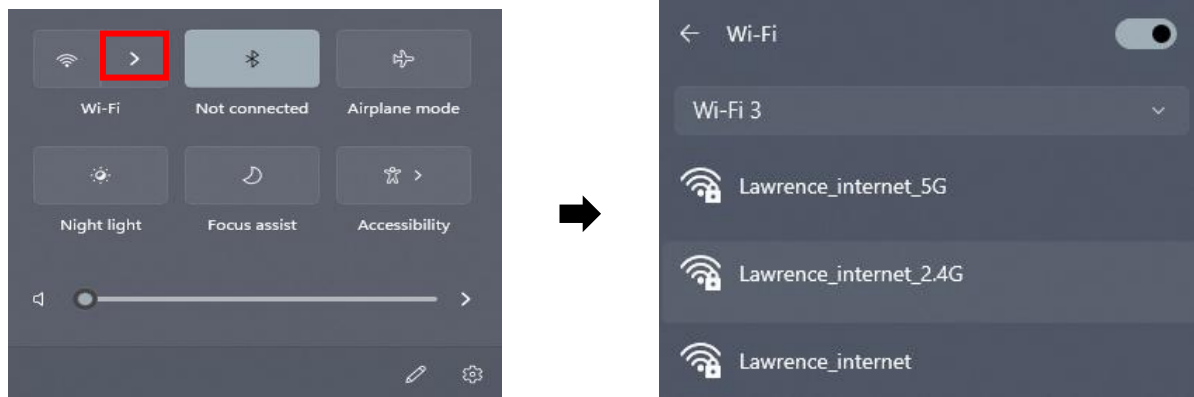 Wi-Fi
Not connected
Airplane mode
Night light
Focus assist
Accessibility
Wi-Fi
Wi-Fi 3
Lawrence_internet_5G
Lawrence_internet_2.4G
Lawrence_internet